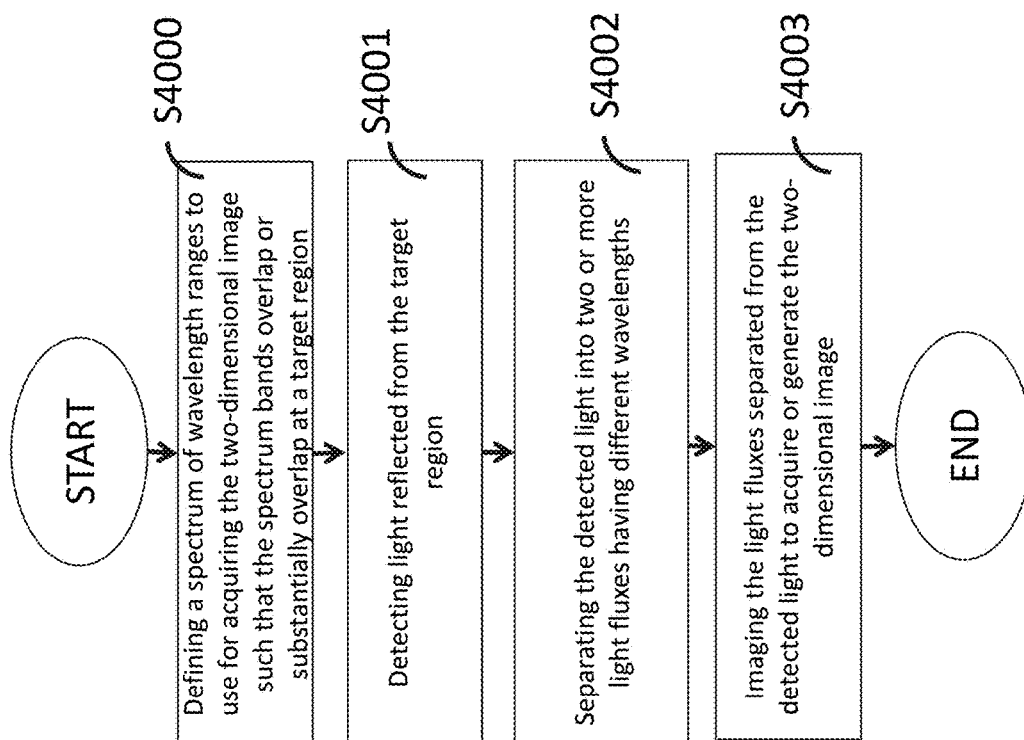 START
S4000
Defining a spectrum of wavelength ranges to
use for acquiring the two-dimensional image
such that the spectrum bands overlap or
substantially overlap at a target region
S4001
Detecting light reflected from the target
region
S4002
Separating the detected light into two or more
light fluxes having different wavelengths
S4003
Imaging the light fluxes separated from the
detected light to acquire or generate the two-
dimensional image
END